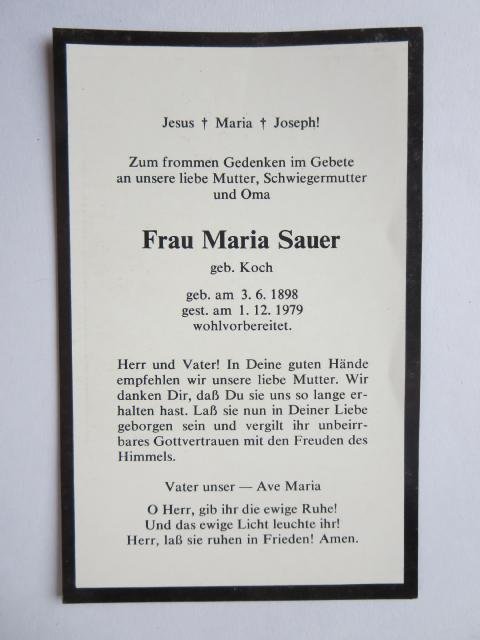 Jesus † Maria † Joseph!
Zum frommen Gedenken im Gebete
an unsere liebe Mutter, Schwiegermutter
und Oma
Frau Maria Sauer
geb. Koch
geb. am 3. 6. 1898
gest. am 1. 12. 1979
wohlvorbereitet.
Herr und Vater! In Deine guten Hände
empfehlen wir unsere liebe Mutter. Wir
danken Dir, daß Du sie uns so lange er-
halten hast. Laß sie nun in Deiner Liebe
geborgen sein und vergilt ihr unbeirr-
bares Gottvertrauen mit den Freuden des
Himmels.
Vater unser — Ave Maria
O Herr, gib ihr die ewige Ruhe!
Und das ewige Licht leuchte ihr!
Herr, laß sie ruhen in Frieden! Amen.